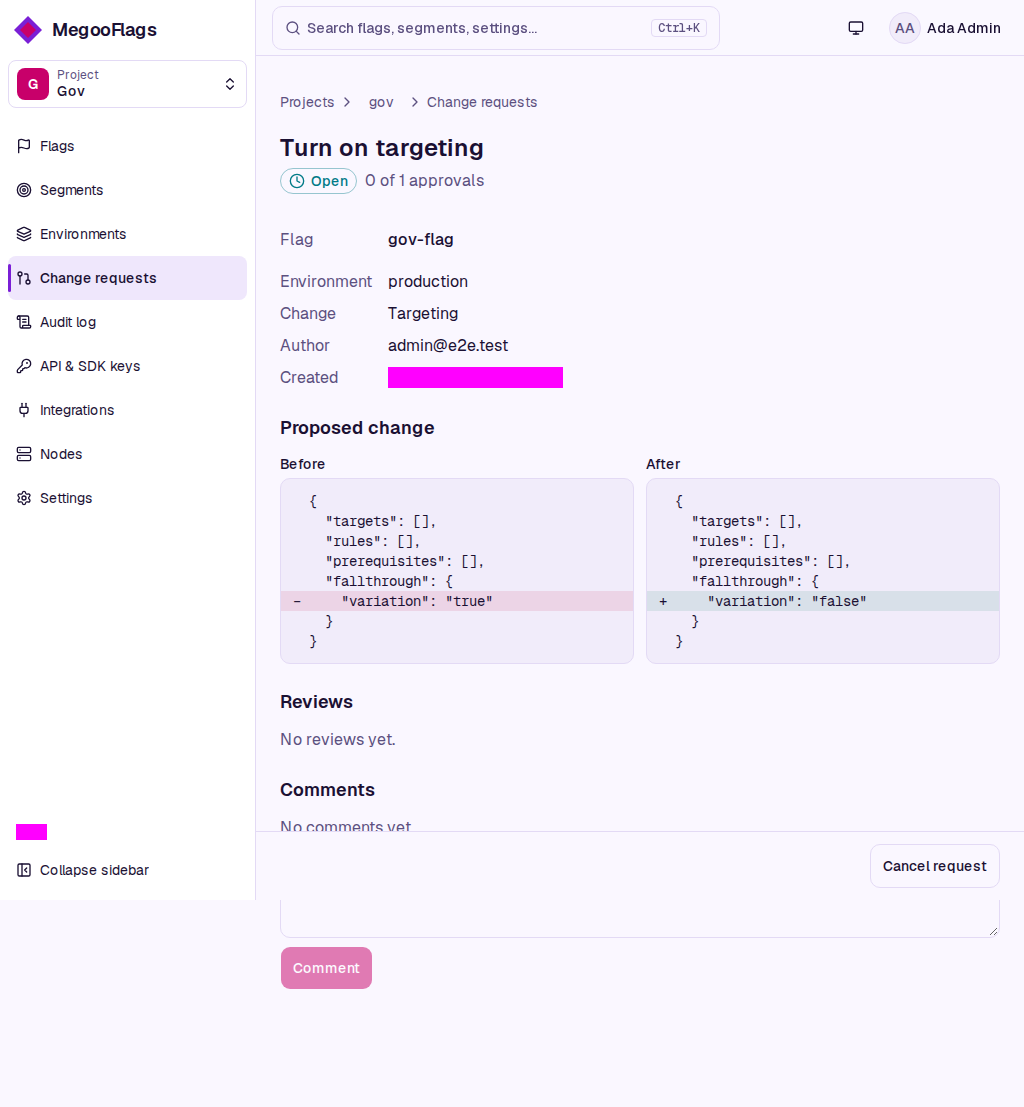 MegooFlags
Search flags, segments, settings...
Ctrl+K
AA
Ada Admin
G
Project
Gov
Flags
Segments
Environments
Change requests
Audit log
API & SDK keys
Integrations
Nodes
Settings
Collapse sidebar
Projects > gov > Change requests
Turn on targeting
Open
0 of 1 approvals
Flag gov-flag
Environment production
Change Targeting
Author admin@e2e.test
Created
Proposed change
Before
{
"targets": [],
"rules": [],
"prerequisites": [],
"fallthrough": {
− "variation": "true"
}
}
After
{
"targets": [],
"rules": [],
"prerequisites": [],
"fallthrough": {
+ "variation": "false"
}
}
Reviews
No reviews yet.
Comments
No comments yet
Cancel request
Comment